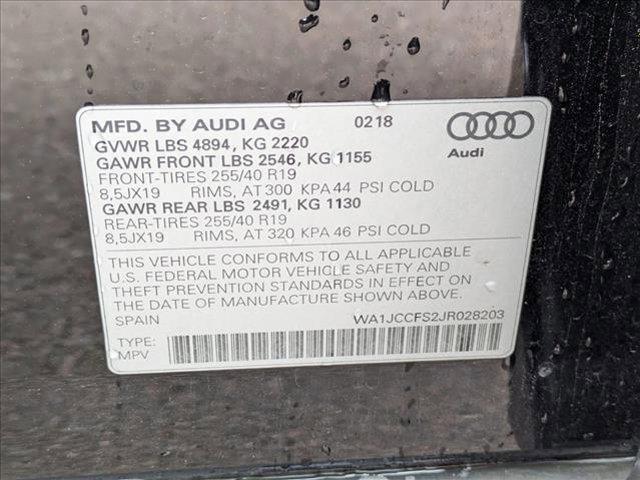 MFD. BY AUDI AG 0218
GVWR LBS 4894, KG 2220
GAWR FRONT LBS 2546, KG 1155
FRONT-TIRES 255/40 R19
8,5JX19 RIMS, AT 300 KPA 44 PSI COLD
GAWR REAR LBS 2491, KG 1130
REAR-TIRES 255/40 R19
8,5JX19 RIMS, AT 320 KPA 46 PSI COLD
Audi
THIS VEHICLE CONFORMS TO ALL APPLICABLE
U.S. FEDERAL MOTOR VEHICLE SAFETY AND
THEFT PREVENTION STANDARDS IN EFFECT ON
THE DATE OF MANUFACTURE SHOWN ABOVE.
SPAIN WA1JCCFS2JR028203
TYPE:
MPV